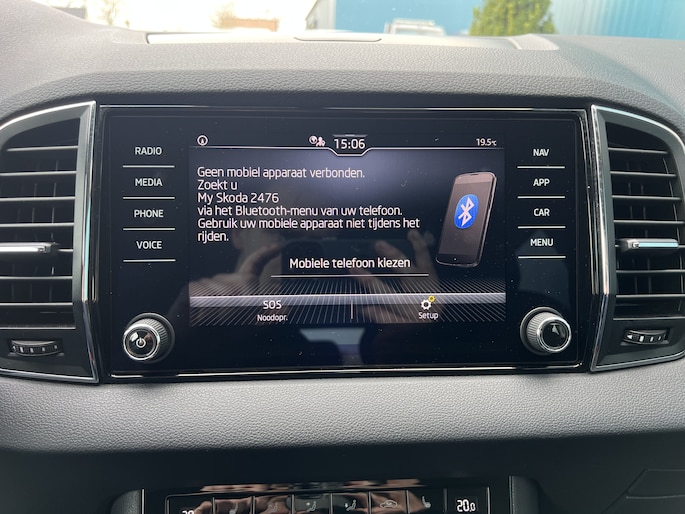 15:06
19.5°C
RADIO
MEDIA
PHONE
VOICE
Geen mobiel apparaat verbonden.
Zoekt u
My Skoda 2476
via het Bluetooth-menu van uw telefoon.
Gebruik uw mobiele apparaat niet tijdens het
rijden.
Mobiele telefoon kiezen
SOS
Noodopr.
Setup
NAV
APP
CAR
MENU
20.0